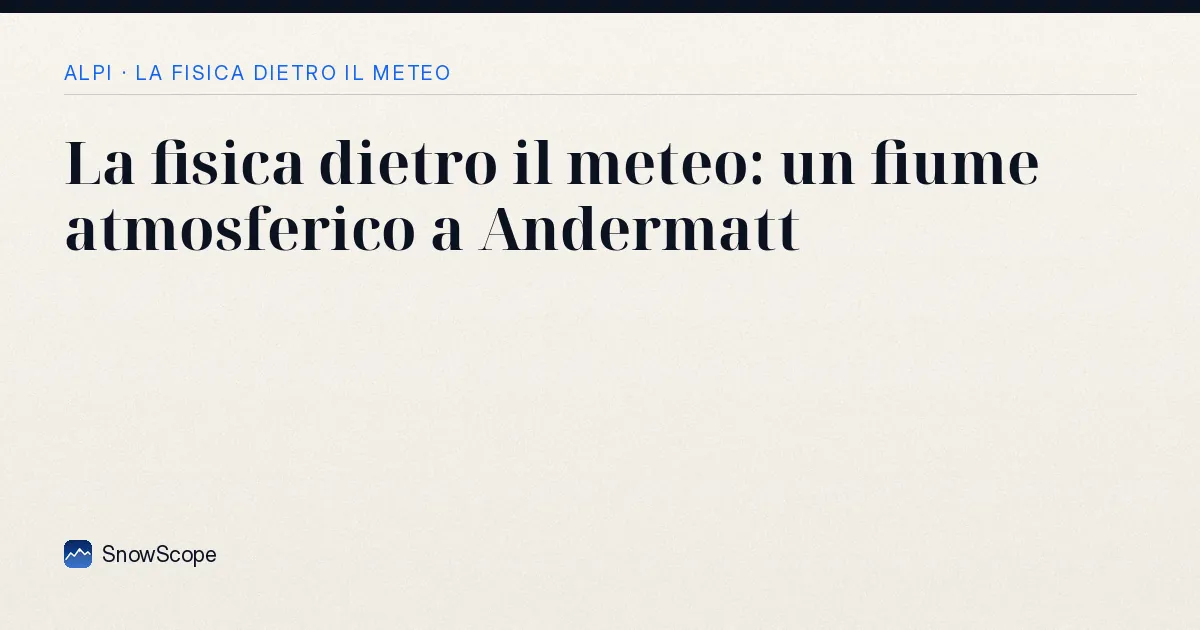 ALPI · LA FISICA DIETRO IL METEO
La fisica dietro il meteo: un fiume
atmosferico a Andermatt
SnowScope